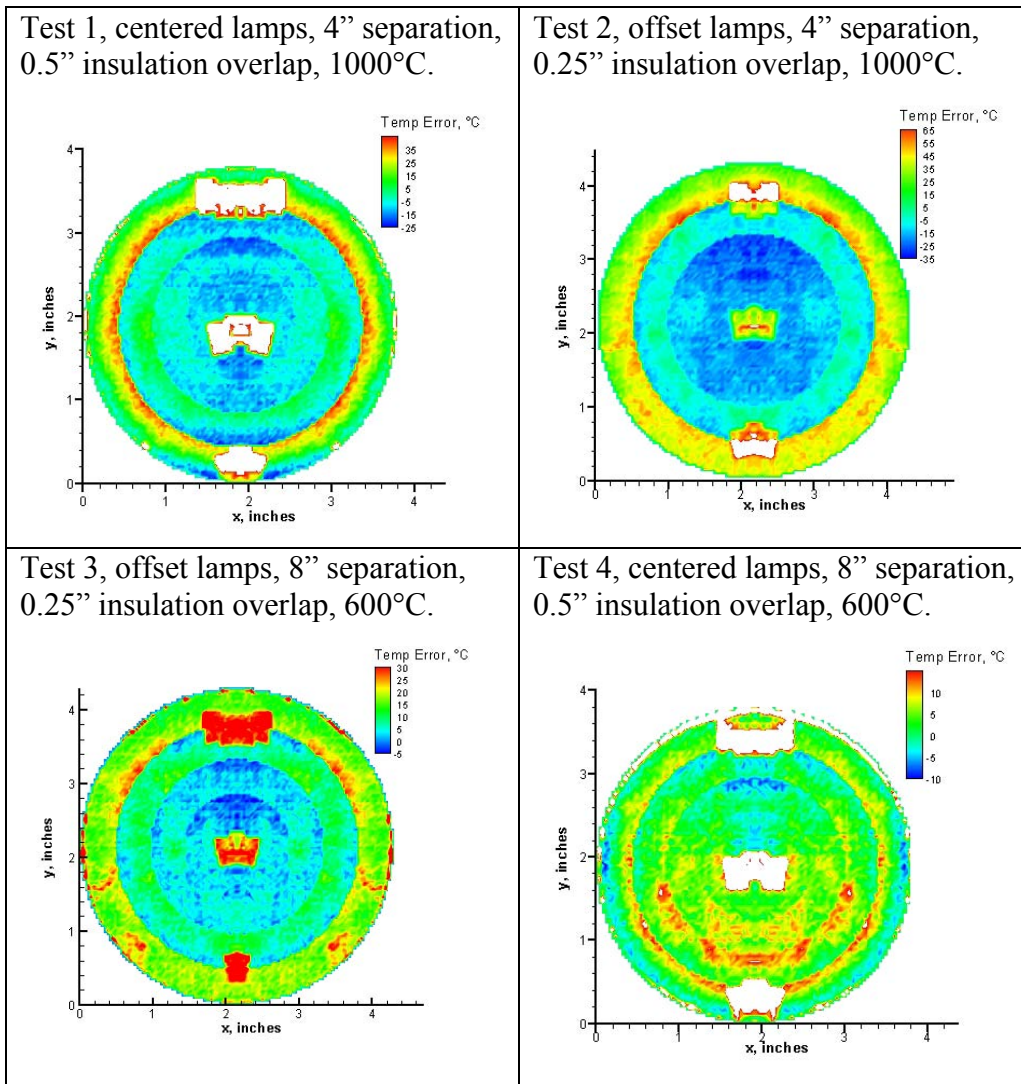 Test 1, centered lamps, 4” separation,
0.5” insulation overlap, 1000°C.
Temp Error, °C
35
25
15
5
-5
-15
-25
4
3
2
1
0
y, inches
0 1 2 3 4
x, inches
Test 2, offset lamps, 4” separation,
0.25” insulation overlap, 1000°C.
Temp Error, °C
65
55
45
35
25
15
5
-5
-15
-25
-35
4
3
2
1
0
y, inches
0 1 2 3 4
x, inches
Test 3, offset lamps, 8” separation,
0.25” insulation overlap, 600°C.
Temp Error, °C
30
25
20
15
10
5
0
-5
4
3
2
1
0
y, inches
0 1 2 3 4
x, inches
Test 4, centered lamps, 8” separation,
0.5” insulation overlap, 600°C.
Temp Error, °C
10
5
0
-5
-10
4
3
2
1
0
y, inches
0 1 2 3 4
x, inches